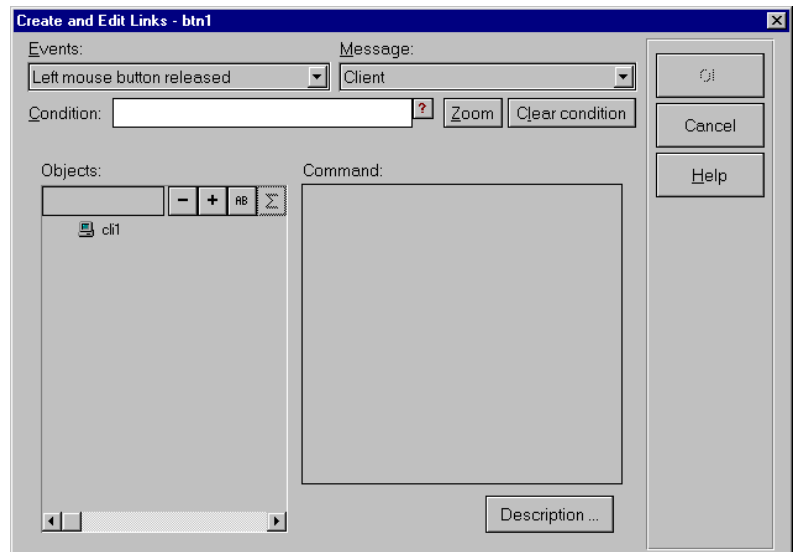 Create and Edit Links - btn1
Events:
Message:
Left mouse button released
Client
Condition:
?
Zoom
Clear condition
Cancel
Help
Objects:
Command:
- + AB Σ
cli1
Description ...